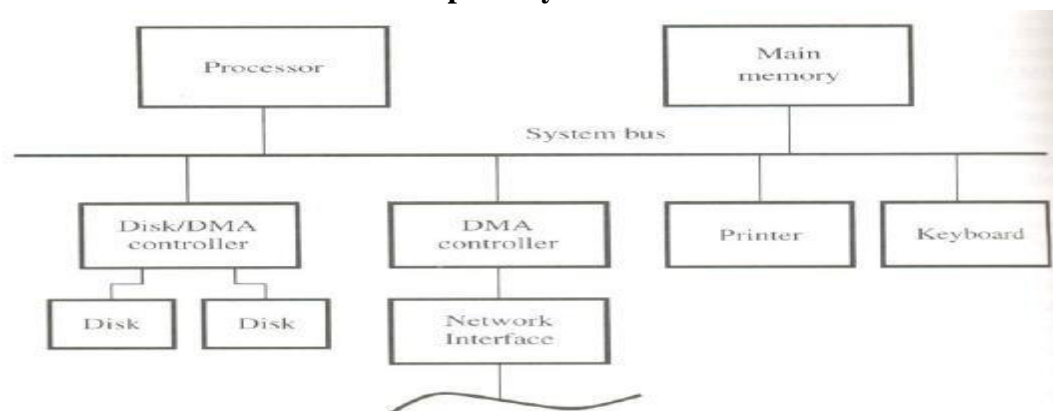 Processor
Main
memory
System bus
Disk/DMA
controller
DMA
controller
Printer
Keyboard
Disk
Disk
Network
Interface